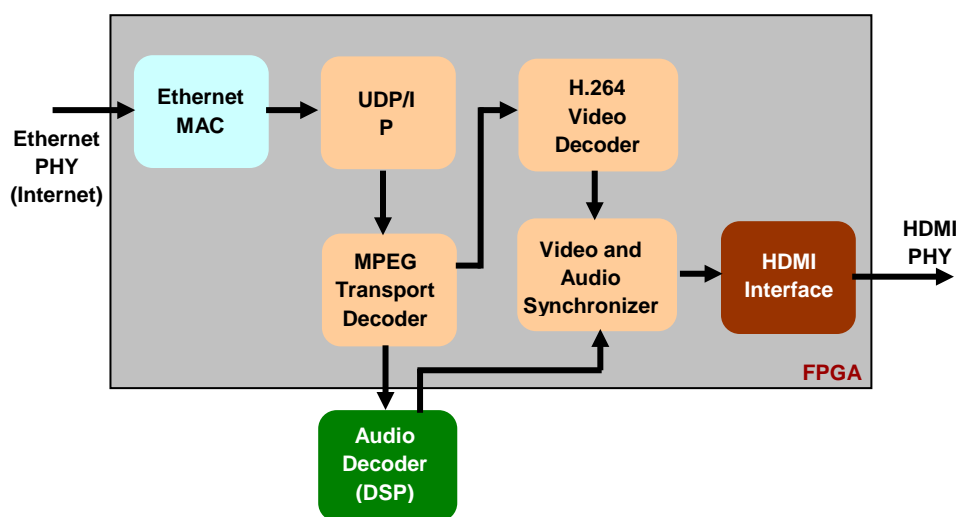 Ethernet
PHY
(Internet)
Ethernet
MAC
UDP/I
P
MPEG
Transport
Decoder
H.264
Video
Decoder
Video and
Audio
Synchronizer
HDMI
Interface
HDMI
PHY
FPGA
Audio
Decoder
(DSP)